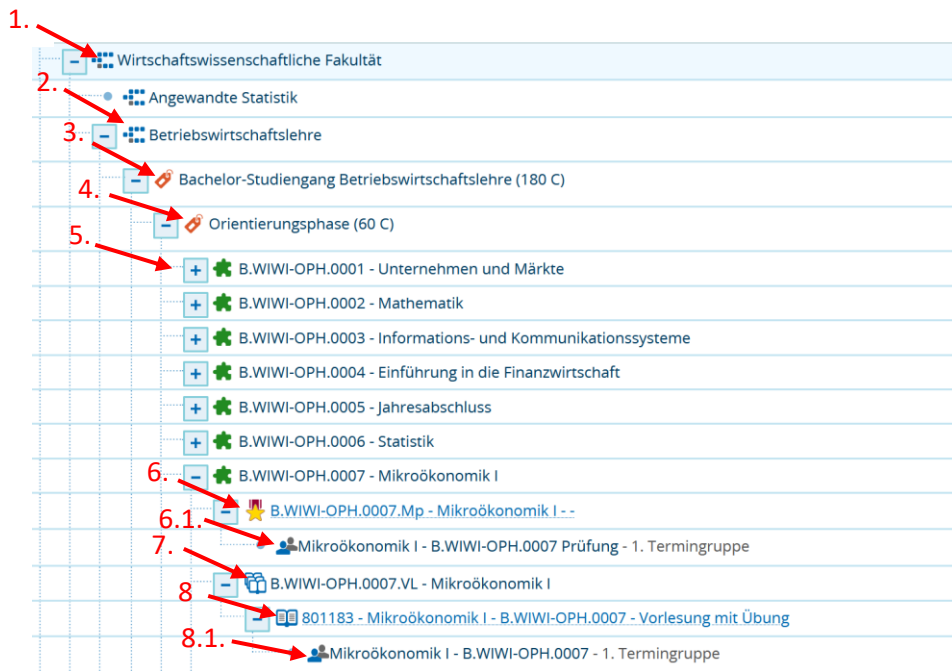 1.
Wirtschaftswissenschaftliche Fakultät
2.
Angewandte Statistik
3.
Betriebswirtschaftslehre
4.
Bachelor-Studiengang Betriebswirtschaftslehre (180 C)
Orientierungsphase (60 C)
5.
B.WIWI-OPH.0001 - Unternehmen und Märkte
B.WIWI-OPH.0002 - Mathematik
B.WIWI-OPH.0003 - Informations- und Kommunikationssysteme
B.WIWI-OPH.0004 - Einführung in die Finanzwirtschaft
B.WIWI-OPH.0005 - Jahresabschluss
B.WIWI-OPH.0006 - Statistik
6.
B.WIWI-OPH.0007 - Mikroökonomik I
B.WIWI-OPH.0007.Mp - Mikroökonomik I - -
6.1.
Mikroökonomik I - B.WIWI-OPH.0007 Prüfung - 1. Termingruppe
7.
B.WIWI-OPH.0007.VL - Mikroökonomik I
8
801183 - Mikroökonomik I - B.WIWI-OPH.0007 - Vorlesung mit Übung
8.1.
Mikroökonomik I - B.WIWI-OPH.0007 - 1. Termingruppe